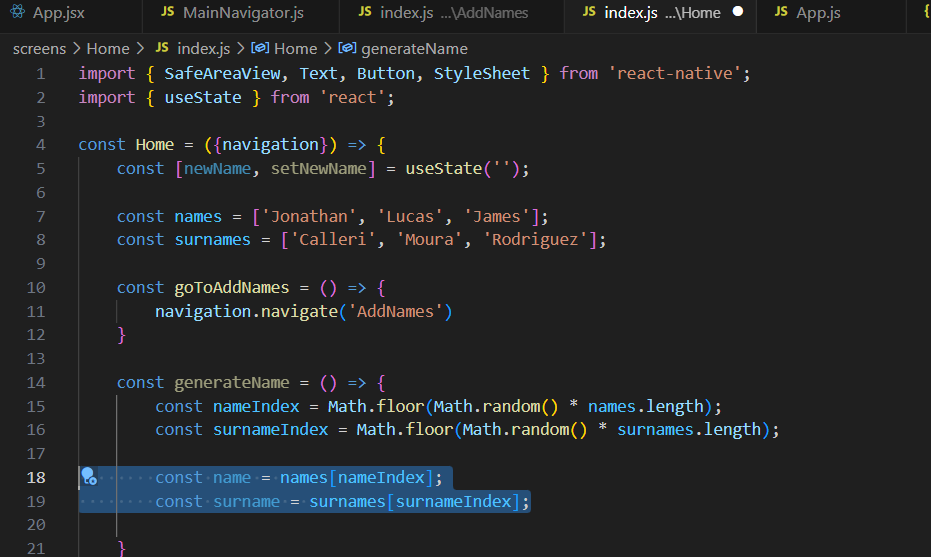 App.jsx JS MainNavigator.js JS index.js ...\AddNames JS index.js ...\Home JS App.js {
screens > Home > JS index.js > Home > generateName
1 import { SafeAreaView, Text, Button, StyleSheet } from 'react-native';
2 import { useState } from 'react';
3
4 const Home = ({navigation}) => {
5 const [newName, setNewName] = useState('');
6
7 const names = ['Jonathan', 'Lucas', 'James'];
8 const surnames = ['Calleri', 'Moura', 'Rodriguez'];
9
10 const goToAddNames = () => {
11 navigation.navigate('AddNames')
12 }
13
14 const generateName = () => {
15 const nameIndex = Math.floor(Math.random() * names.length);
16 const surnameIndex = Math.floor(Math.random() * surnames.length);
17
18 const name = names[nameIndex];
19 const surname = surnames[surnameIndex];
20
21 }